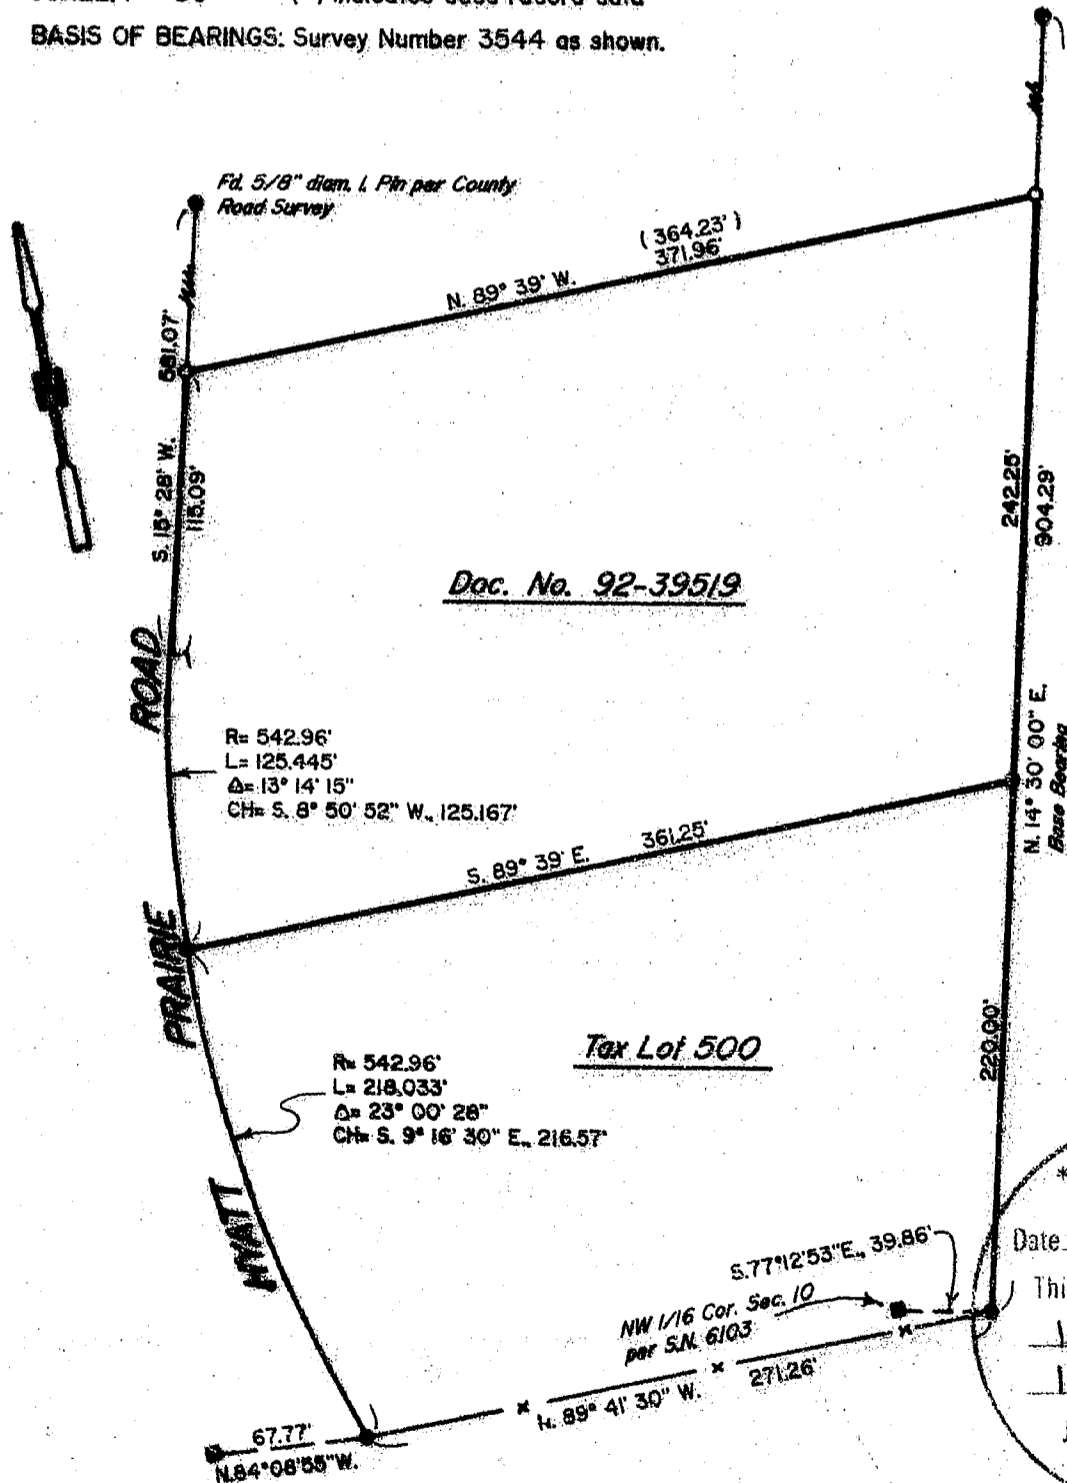 BASIS OF BEARINGS: Survey Number 3544 as shown.
Fd. 5/8" diam. I. Pin per County
Road Survey
( 364.23' )
371.96'
N. 89° 39' W.
581.07'
S. 15° 28' W.
115.09'
242.25'
904.29'
Doc. No. 92-39519
N. 14° 30' 00" E.
Base Bearing
R= 542.96'
L= 125.445'
Δ= 13° 14' 15"
CH= S. 8° 50' 52" W., 125.167'
S. 89° 39' E. 361.25'
HYATT PRAIRIE ROAD
220.00'
Tax Lot 500
R= 542.96'
L= 218.033'
Δ= 23° 00' 28"
CH= S. 9° 16' 30" E., 216.57'
S.77°12'53"E., 39.86'
NW 1/16 Cor. Sec. 10
per S.N. 6103
N. 89° 41' 30" W. 271.26'
67.77'
N.84°08'55"W.
Date
Thi